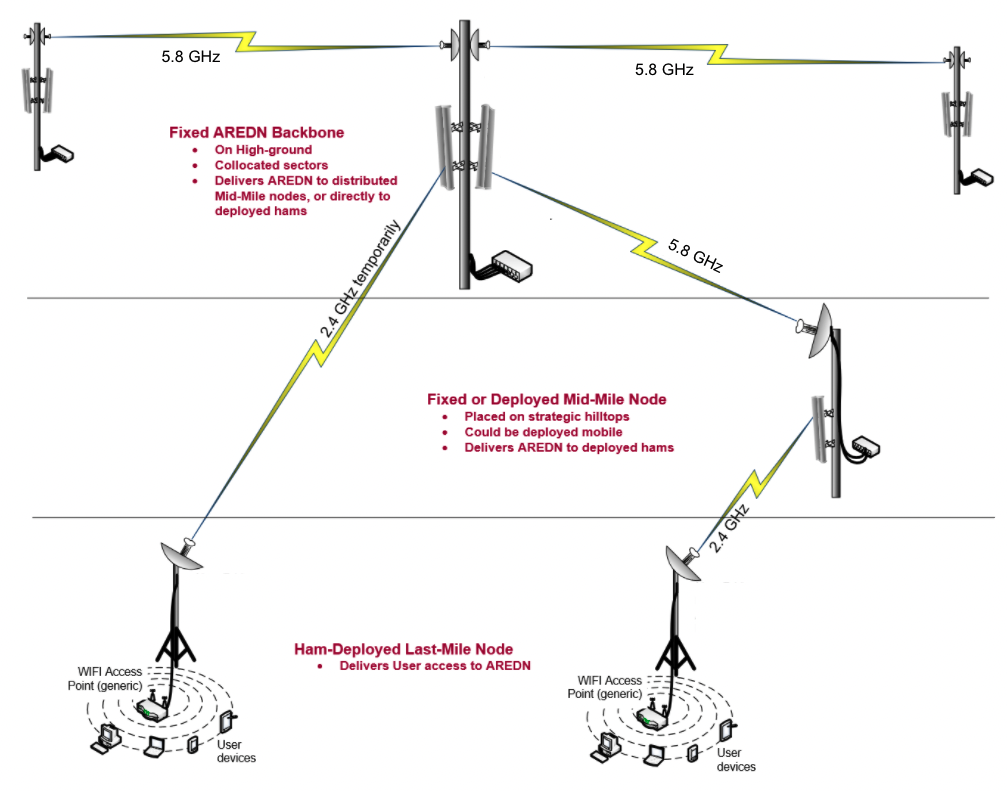 5.8 GHz
5.8 GHz
Fixed AREDN Backbone
• On High-ground
• Collocated sectors
• Delivers AREDN to distributed
Mid-Mile nodes, or directly to
deployed hams
2.4 GHz temporarily
5.8 GHz
Fixed or Deployed Mid-Mile Node
• Placed on strategic hilltops
• Could be deployed mobile
• Delivers AREDN to deployed hams
2.4 GHz
Ham-Deployed Last-Mile Node
• Delivers User access to AREDN
WIFI Access
Point (generic)
User
devices
WIFI Access
Point (generic)
User
devices